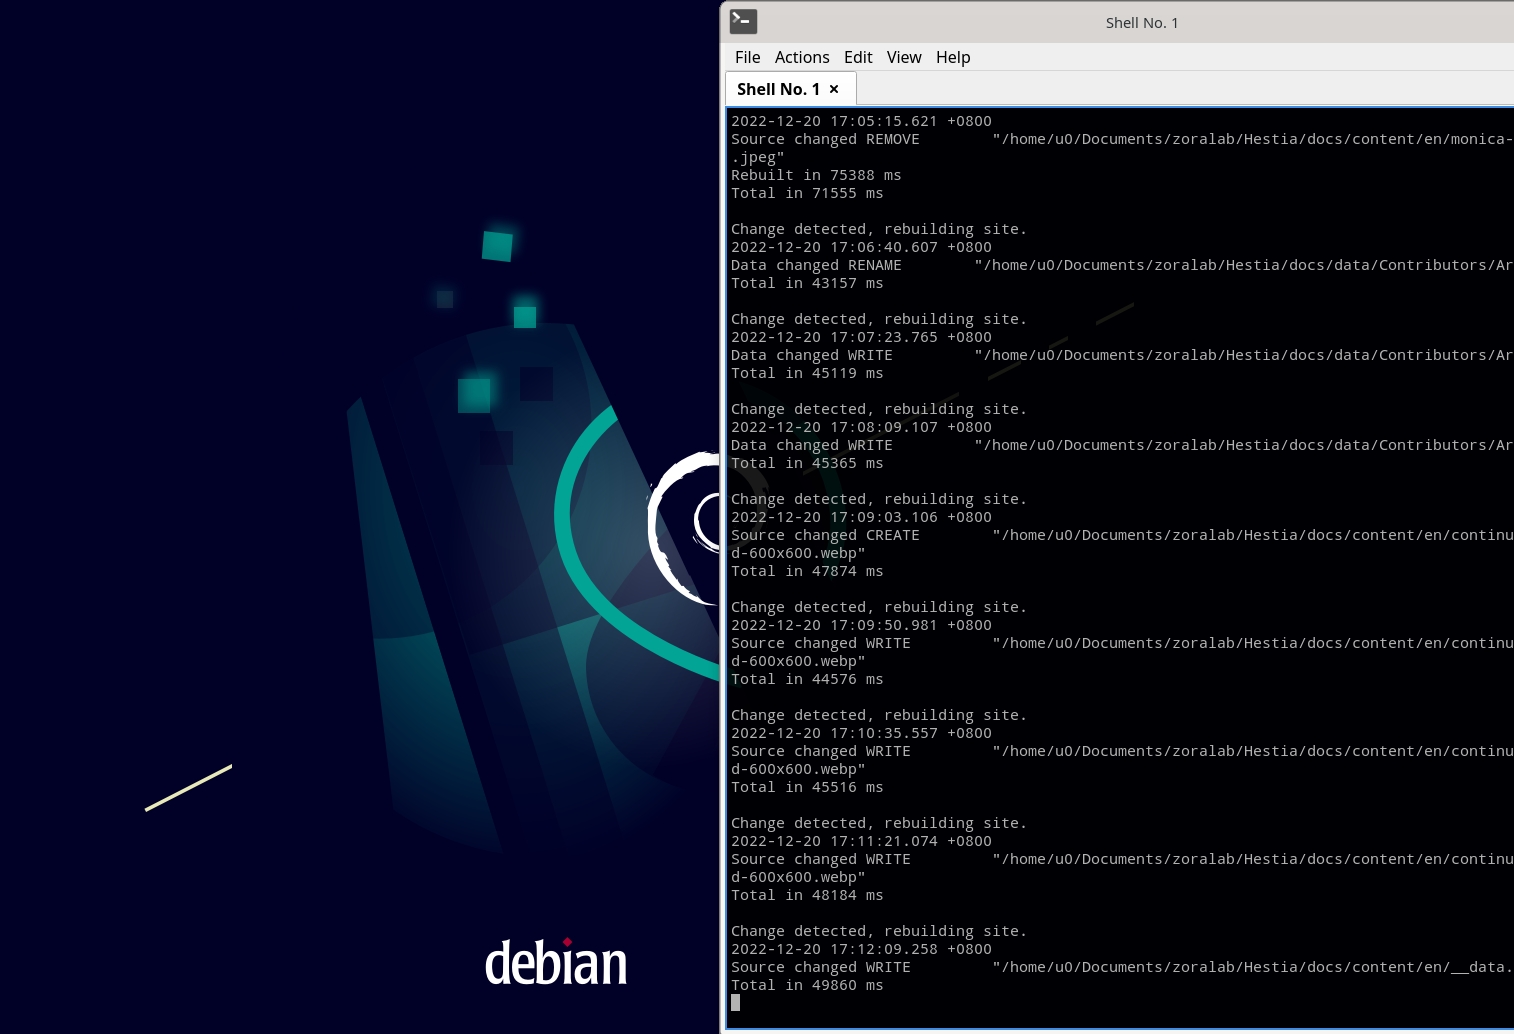 Shell No. 1
File Actions Edit View Help
Shell No. 1 ×
2022-12-20 17:05:15.621 +0800
Source changed REMOVE        "/home/u0/Documents/zoralab/Hestia/docs/content/en/monica-
.jpeg"
Rebuilt in 75388 ms
Total in 71555 ms
Change detected, rebuilding site.
2022-12-20 17:06:40.607 +0800
Data changed RENAME        "/home/u0/Documents/zoralab/Hestia/docs/data/Contributors/Ar
Total in 43157 ms
Change detected, rebuilding site.
2022-12-20 17:07:23.765 +0800
Data changed WRITE         "/home/u0/Documents/zoralab/Hestia/docs/data/Contributors/Ar
Total in 45119 ms
Change detected, rebuilding site.
2022-12-20 17:08:09.107 +0800
Data changed WRITE         "/home/u0/Documents/zoralab/Hestia/docs/data/Contributors/Ar
Total in 45365 ms
Change detected, rebuilding site.
2022-12-20 17:09:03.106 +0800
Source changed CREATE        "/home/u0/Documents/zoralab/Hestia/docs/content/en/continu
d-600x600.webp"
Total in 47874 ms
Change detected, rebuilding site.
2022-12-20 17:09:50.981 +0800
Source changed WRITE         "/home/u0/Documents/zoralab/Hestia/docs/content/en/continu
d-600x600.webp"
Total in 44576 ms
Change detected, rebuilding site.
2022-12-20 17:10:35.557 +0800
Source changed WRITE         "/home/u0/Documents/zoralab/Hestia/docs/content/en/continu
d-600x600.webp"
Total in 45516 ms
Change detected, rebuilding site.
2022-12-20 17:11:21.074 +0800
Source changed WRITE         "/home/u0/Documents/zoralab/Hestia/docs/content/en/continu
d-600x600.webp"
Total in 48184 ms
Change detected, rebuilding site.
2022-12-20 17:12:09.258 +0800
Source changed WRITE         "/home/u0/Documents/zoralab/Hestia/docs/content/en/__data.
Total in 49860 ms
debian